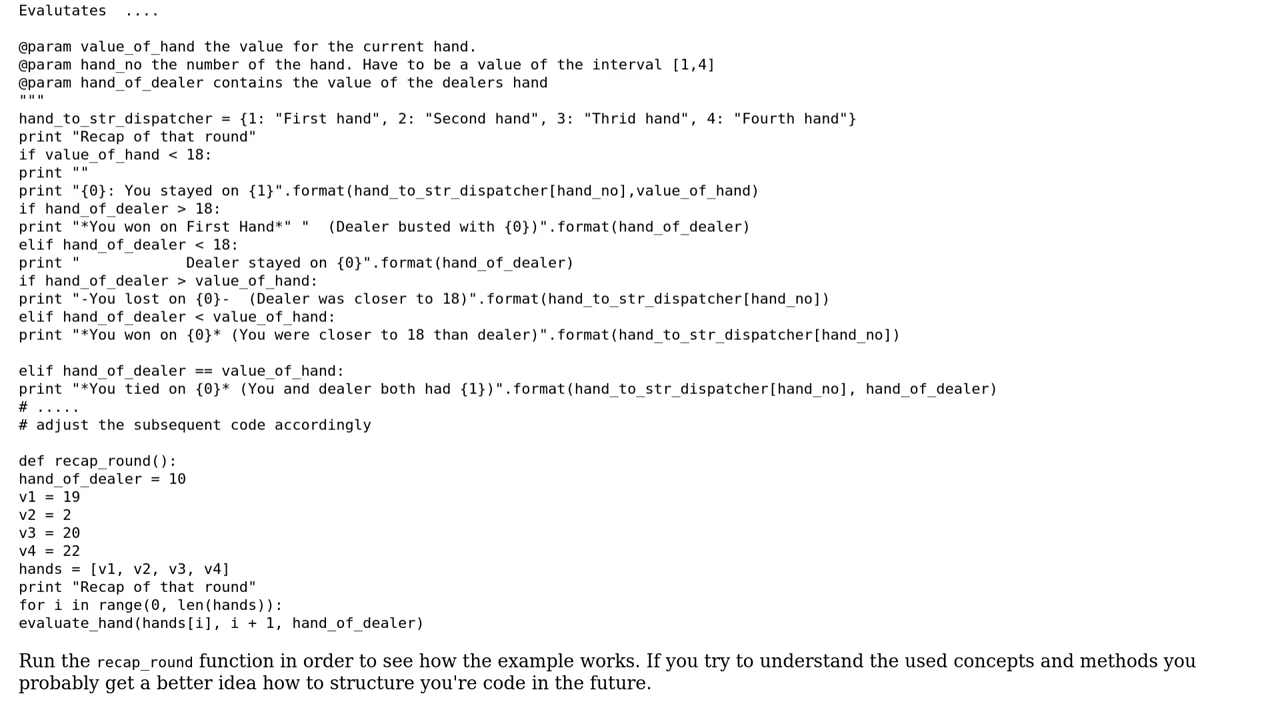 Evalutates  ....
@param value_of_hand the value for the current hand.
@param hand_no the number of the hand. Have to be a value of the interval [1,4]
@param hand_of_dealer contains the value of the dealers hand
"""
hand_to_str_dispatcher = {1: "First hand", 2: "Second hand", 3: "Thrid hand", 4: "Fourth hand"}
print "Recap of that round"
if value_of_hand < 18:
print ""
print "{0}: You stayed on {1}".format(hand_to_str_dispatcher[hand_no],value_of_hand)
if hand_of_dealer > 18:
print "*You won on First Hand*" "  (Dealer busted with {0})".format(hand_of_dealer)
elif hand_of_dealer < 18:
print "            Dealer stayed on {0}".format(hand_of_dealer)
if hand_of_dealer > value_of_hand:
print "-You lost on {0}-  (Dealer was closer to 18)".format(hand_to_str_dispatcher[hand_no])
elif hand_of_dealer < value_of_hand:
print "*You won on {0}* (You were closer to 18 than dealer)".format(hand_to_str_dispatcher[hand_no])
elif hand_of_dealer == value_of_hand:
print "*You tied on {0}* (You and dealer both had {1})".format(hand_to_str_dispatcher[hand_no], hand_of_dealer)
# .....
# adjust the subsequent code accordingly
def recap_round():
hand_of_dealer = 10
v1 = 19
v2 = 2
v3 = 20
v4 = 22
hands = [v1, v2, v3, v4]
print "Recap of that round"
for i in range(0, len(hands)):
evaluate_hand(hands[i], i + 1, hand_of_dealer)
Run the recap_round function in order to see how the example works. If you try to understand the used concepts and methods you
probably get a better idea how to structure you're code in the future.